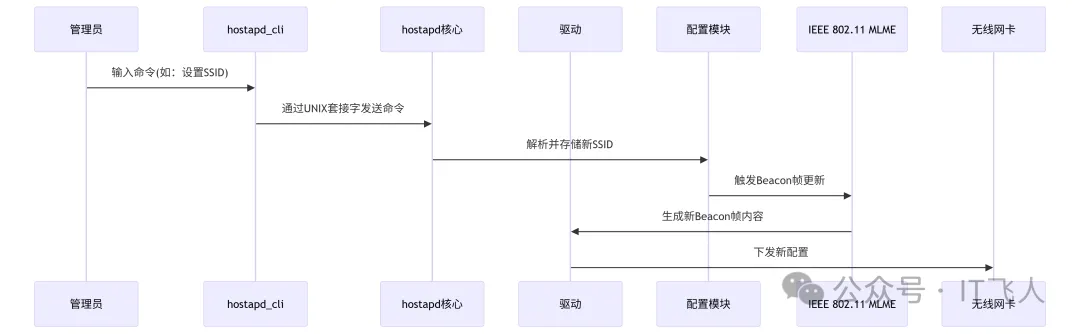 管理员
hostapd_cli
hostapd核心
驱动
配置模块
IEEE 802.11 MLME
无线网卡
输入命令(如：设置SSID)
通过UNIX套接字发送命令
解析并存储新SSID
触发Beacon帧更新
生成新Beacon帧内容
下发新配置
管理员
hostapd_cli
hostapd核心
驱动
配置模块
IEEE 802.11 MLME
无线网卡
公众号·IT飞人